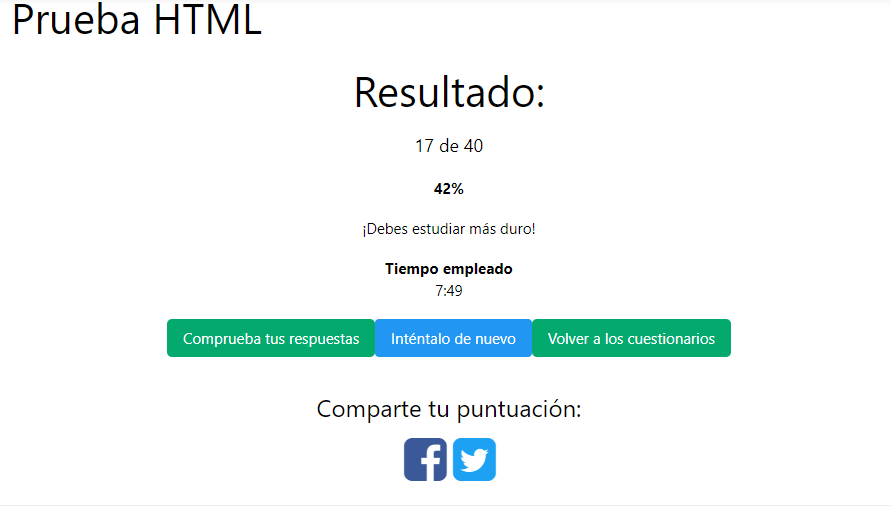 Prueba HTML
Resultado:
17 de 40
42%
¡Debes estudiar más duro!
Tiempo empleado
7:49
Comprueba tus respuestas Inténtalo de nuevo Volver a los cuestionarios
Comparte tu puntuación: